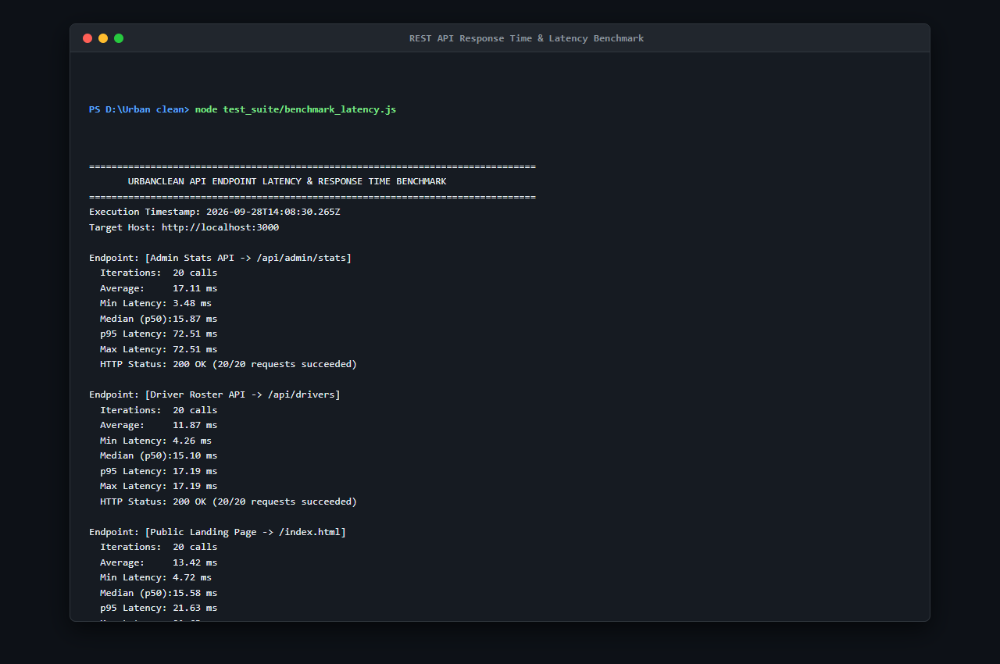 REST API Response Time & Latency Benchmark
PS D:\Urban clean> node test_suite/benchmark_latency.js
================================================================================
URBANCLEAN API ENDPOINT LATENCY & RESPONSE TIME BENCHMARK
================================================================================
Execution Timestamp: 2026-09-28T14:08:30.265Z
Target Host: http://localhost:3000
Endpoint: [Admin Stats API -> /api/admin/stats]
Iterations:  20 calls
Average:     17.11 ms
Min Latency: 3.48 ms
Median (p50):15.87 ms
p95 Latency: 72.51 ms
Max Latency: 72.51 ms
HTTP Status: 200 OK (20/20 requests succeeded)
Endpoint: [Driver Roster API -> /api/drivers]
Iterations:  20 calls
Average:     11.87 ms
Min Latency: 4.26 ms
Median (p50):15.10 ms
p95 Latency: 17.19 ms
Max Latency: 17.19 ms
HTTP Status: 200 OK (20/20 requests succeeded)
Endpoint: [Public Landing Page -> /index.html]
Iterations:  20 calls
Average:     13.42 ms
Min Latency: 4.72 ms
Median (p50):15.58 ms
p95 Latency: 21.63 ms